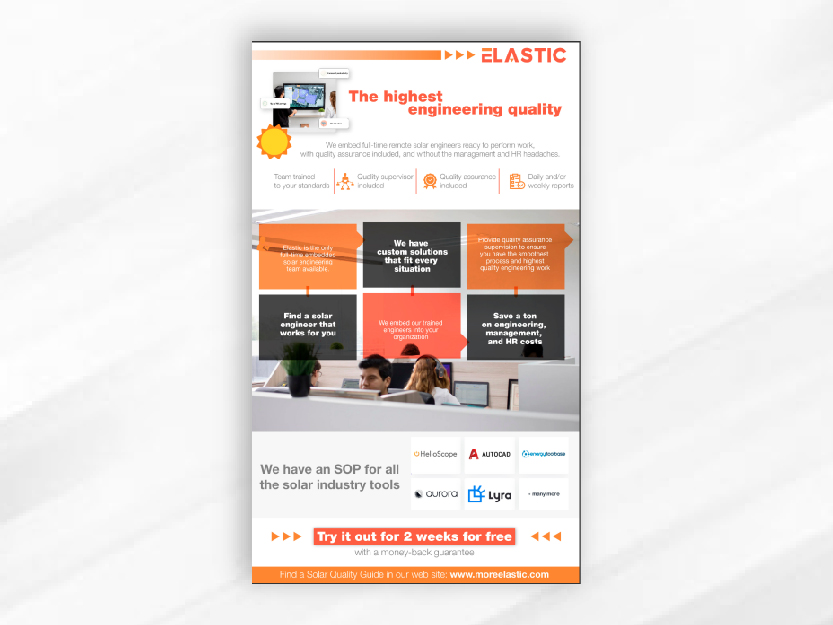 ELASTIC
The highest
engineering quality
We embed full-time remote solar engineers ready to perform work,
with quality assurance included, and without the management and HR headaches.
Team trained
to your standards
Quality supervisor
included
Quality assurance
included
Daily and/or
weekly reports
Elastic is the only
full-time embedded
solar engineering
team available.
We have
custom solutions
that fit every
situation
Provide quality assurance
supervision to ensure
you have the smoothest
process and highest
quality engineering work
Find a solar
engineer that
works for you
We embed our trained
engineers into your
organization
Save a ton
on engineering,
management,
and HR costs
We have an SOP for all
the solar industry tools
HelioScope
AUTOCAD
energytoolbase
aurora
Lyra
+ many more
Try it out for 2 weeks for free
with a money-back guarantee
Find a Solar Quality Guide in our web site: www.moreelastic.com